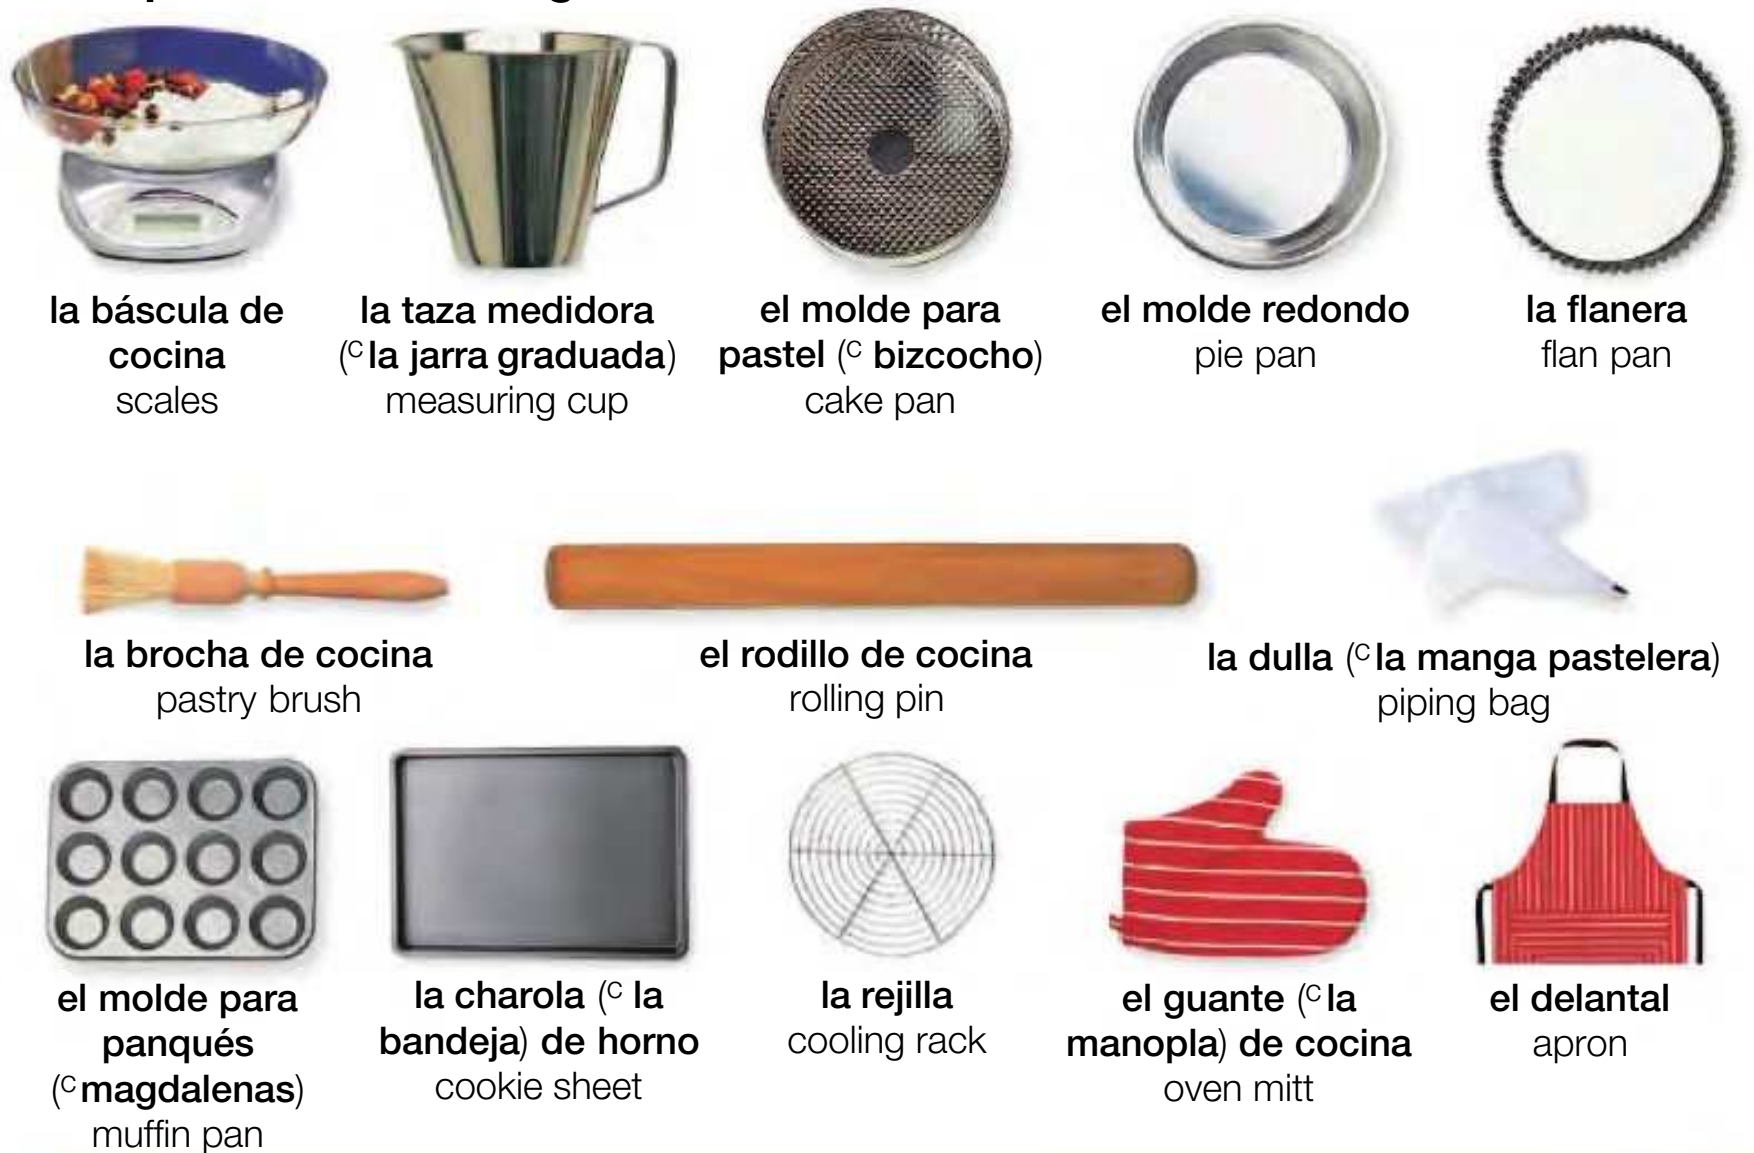 la báscula de
cocina
scales
la taza medidora
(ᶜ la jarra graduada)
measuring cup
el molde para
pastel (ᶜ bizcocho)
cake pan
el molde redondo
pie pan
la flanera
flan pan
la brocha de cocina
pastry brush
el rodillo de cocina
rolling pin
la dulla (ᶜ la manga pastelera)
piping bag
el molde para
panqués
(ᶜ magdalenas)
muffin pan
la charola (ᶜ la
bandeja) de horno
cookie sheet
la rejilla
cooling rack
el guante (ᶜ la
manopla) de cocina
oven mitt
el delantal
apron